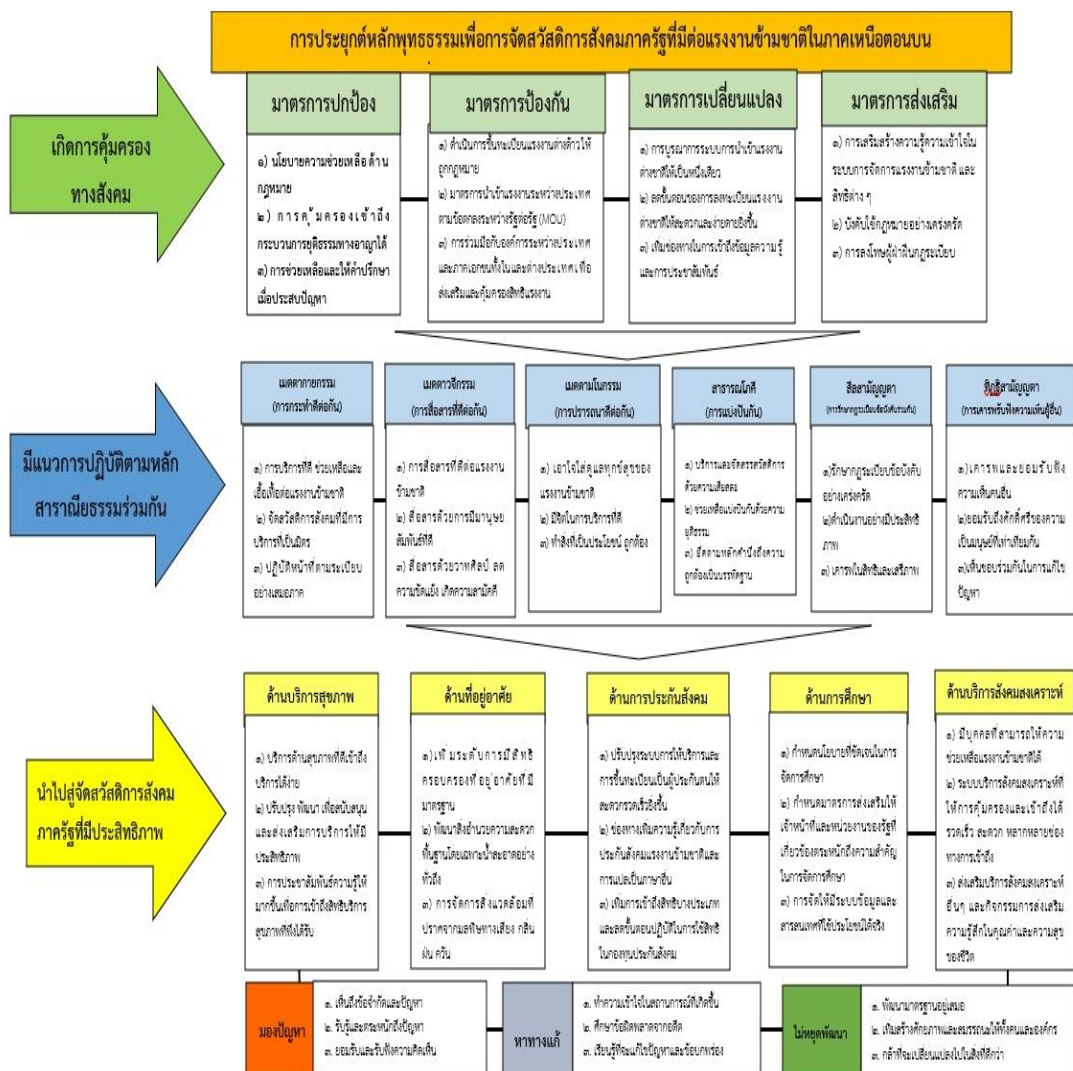 การประยุกต์หลักพุทธธรรมเพื่อการจัดสวัสดิการสังคมภาครัฐที่มีต่อแรงงานข้ามชาติในภาคเหนือตอนบน
เกิดการคุ้มครอง
ทางสังคม
มาตรการปกป้อง
๑) นโยบายความช่วยเหลือ ด้าน
กฎหมาย
๒) การคุ้มครองเข้าถึง
กระบวนการยุติธรรมทางอาญาได้
๓) การช่วยเหลือและให้คำปรึกษา
เมื่อประสบปัญหา
มาตรการป้องกัน
๑) ดำเนินการขึ้นทะเบียนแรงงานต่างด้าวให้
ถูกกฎหมาย
๒) มาตรการนำเข้าแรงงานระหว่างประเทศ
ตามข้อตกลงระหว่างรัฐต่อรัฐ (MOU)
๓) การร่วมมือกับองค์การระหว่างประเทศ
และภาคเอกชนทั้งในและต่างประเทศ เพื่อ
ส่งเสริมและคุ้มครองสิทธิแรงงาน
มาตรการเปลี่ยนแปลง
๑) การบูรณาการระบบการนำเข้าแรงงาน
ต่างชาติให้เป็นหนึ่งเดียว
๒) ลดขั้นตอนของการลงทะเบียนแรงงาน
ต่างชาติให้สะดวกและง่ายดายยิ่งขึ้น
๓) เพิ่มช่องทางในการเข้าถึงข้อมูลความรู้
และการประชาสัมพันธ์
มาตรการส่งเสริม
๑) การเสริมสร้างความรู้ความเข้าใจใน
ระบบการจัดการแรงงานข้ามชาติ และ
สิทธิต่าง ๆ
๒) บังคับใช้กฎหมายอย่างเคร่งครัด
๓) การลงโทษผู้ฝ่าฝืนกฎระเบียบ
มีแนวการปฏิบัติตามหลัก
สาราณียธรรมร่วมกัน
เมตตากายกรรม
(การกระทำดีต่อกัน)
๑) การบริการที่ดี ช่วยเหลือและ
เอื้อเฟื้อต่อแรงงานข้ามชาติ
๒) จัดสวัสดิการสังคมที่มีการ
บริการที่เป็นมิตร
๓) ปฏิบัติหน้าที่ตามระเบียบ
อย่างเสมอภาค
เมตตาวจีกรรม
(การสื่อสารที่ดีต่อกัน)
๑) การสื่อสารที่ดีต่อแรงงาน
ข้ามชาติ
๒) สื่อสารด้วยการมีมนุษย
สัมพันธ์ที่ดี
๓) สื่อสารด้วยวาทศิลป์ ลด
ความขัดแย้ง เกิดความสามัคคี
เมตตามโนกรรม
(การปรารถนาดีต่อกัน)
๑) เอาใจใส่ดูแลทุกข์สุขของ
แรงงานข้ามชาติ
๒) มีจิตในการบริการที่ดี
๓) ทำสิ่งที่เป็นประโยชน์ ถูกต้อง
สาธารณโภคี
(การแบ่งปันกัน)
๑) บริการและจัดสรรสวัสดิการ
ด้วยความเสียสละ
๒) ช่วยเหลือแบ่งปันกันด้วยความ
ยุติธรรม
๓) ยึดตามหลักคำนึงถึงความ
ถูกต้องเป็นบรรทัดฐาน
สีลสามัญญตา
(การรักษากฎระเบียบข้อบังคับร่วมกัน)
๑)รักษากฎระเบียบข้อบังคับ
อย่างเคร่งครัด
๒)ดำเนินงานอย่างมีประสิทธิ
ภาพ
๓) เคารพในสิทธิและเสรีภาพ
ทิฏฐิสามัญญตา
(การเคารพรับฟังความเห็นผู้อื่น)
๑)เคารพและยอมรับฟัง
ความเห็นคนอื่น
๒)ยอมรับถึงศักดิ์ศรีของความ
เป็นมนุษย์ที่เท่าเทียมกัน
๓)เห็นชอบร่วมกันในการแก้ไข
ปัญหา
นำไปสู่จัดสวัสดิการสังคม
ภาครัฐที่มีประสิทธิภาพ
ด้านบริการสุขภาพ
๑) บริการด้านสุขภาพที่ดีเข้าถึง
บริการได้ง่าย
๒) ปรับปรุง พัฒนา เพื่อสนับสนุน
และส่งเสริมการบริการให้มี
ประสิทธิภาพ
๓) การประชาสัมพันธ์ความรู้ให้
มากขึ้นเพื่อการเข้าถึงสิทธิบริการ
สุขภาพที่พึงได้รับ
ด้านที่อยู่อาศัย
๑)เพิ่มระดับการมีสิทธิ
ครอบครองที่อยู่อาศัยที่มี
มาตรฐาน
๒) พัฒนาสิ่งอำนวยความสะดวก
พื้นฐานโดยเฉพาะน้ำสะอาดอย่าง
ทั่วถึง
๓) การจัดการสิ่งแวดล้อมที่
ปราศจากมลพิษทางเสียง กลิ่น
ฝุ่น ควัน
ด้านการประกันสังคม
๑) ปรับปรุงระบบการให้บริการและ
การขึ้นทะเบียนเป็นผู้ประกันตนให้
สะดวกรวดเร็วยิ่งขึ้น
๒) ช่องทางเพิ่มความรู้เกี่ยวกับการ
ประกันสังคมแรงงานข้ามชาติและ
การแปลเป็นภาษาอื่น
๓) เพิ่มการเข้าถึงสิทธิบางประเภท
และลดขั้นตอนปฏิบัติในการใช้สิทธิ
ในกองทุนประกันสังคม
ด้านการศึกษา
๑) กำหนดนโยบายที่ชัดเจนในการ
จัดการศึกษา
๒) กำหนดมาตรการส่งเสริมให้
เจ้าหน้าที่และหน่วยงานของรัฐที่
เกี่ยวข้องตระหนักถึงความสำคัญ
ในการจัดการศึกษา
๓) การจัดให้มีระบบข้อมูลและ
สารสนเทศที่ใช้ประโยชน์ได้จริง
ด้านบริการสังคมสงเคราะห์
๑) มีบุคคลที่สามารถให้ความ
ช่วยเหลือแรงงานข้ามชาติได้
๒) ระบบบริการสังคมสงเคราะห์ที่
ให้การคุ้มครองและเข้าถึงได้
รวดเร็ว สะดวก หลากหลายช่อง
ทางการเข้าถึง
๓) ส่งเสริมบริการสังคมสงเคราะห์
อื่นๆ และกิจกรรมการส่งเสริม
ความรู้สึกในคุณค่าและความสุข
ของชีวิต
มองปัญหา
๑. เห็นถึงข้อจำกัดและปัญหา
๒. รับรู้และตระหนักถึงปัญหา
๓. ยอมรับและรับฟังความคิดเห็น
หาทางแก้
๑. ทำความเข้าใจในสถานการณ์ที่เกิดขึ้น
๒. ศึกษาข้อผิดพลาดจากอดีต
๓. เรียนรู้ที่จะแก้ไขปัญหาและข้อบกพร่อง
ไม่หยุดพัฒนา
๑. พัฒนามาตรฐานอยู่เสมอ
๒. เพิ่มสร้างศักยภาพและสมรรถนะให้ทั้งคนและองค์กร
๓. กล้าที่จะเปลี่ยนแปลงไปในสิ่งที่ดีกว่า